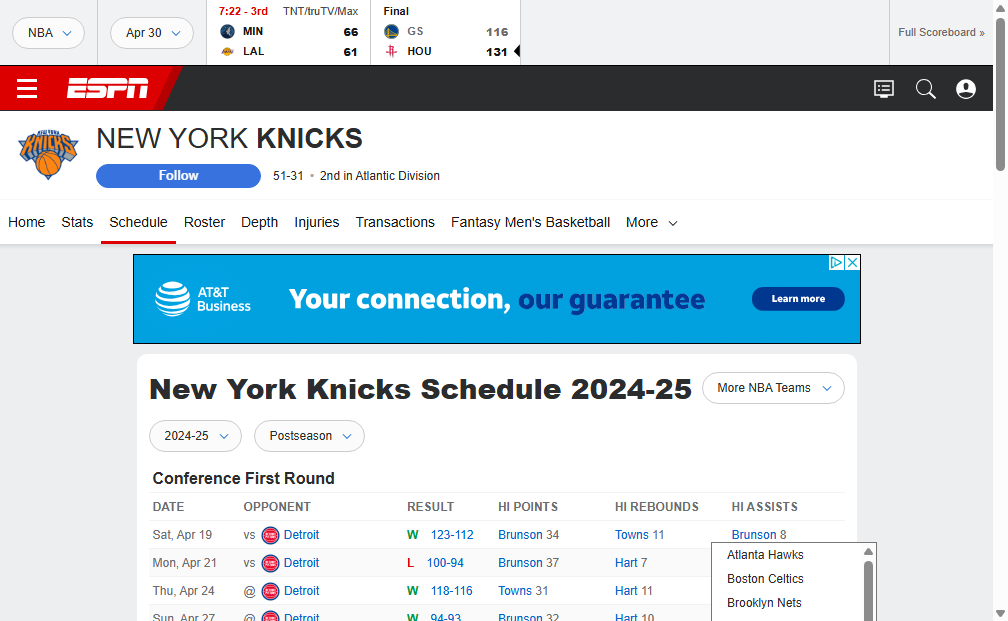 NBA
Apr 30
7:22 - 3rd TNT/truTV/Max
MIN 66
LAL 61
Final
GS 116
HOU 131
Full Scoreboard »
ESPN
KNICKS
NEW YORK KNICKS
Follow
51-31 • 2nd in Atlantic Division
Home Stats Schedule Roster Depth Injuries Transactions Fantasy Men's Basketball More
AT&T Business
Your connection, our guarantee
Learn more
New York Knicks Schedule 2024-25
More NBA Teams
2024-25
Postseason
Conference First Round
DATE OPPONENT RESULT HI POINTS HI REBOUNDS HI ASSISTS
Sat, Apr 19 vs Detroit W 123-112 Brunson 34 Towns 11 Brunson 8
Mon, Apr 21 vs Detroit L 100-94 Brunson 37 Hart 7
Thu, Apr 24 @ Detroit W 118-116 Towns 31 Hart 11
Sun, Apr 27 @ Detroit W 94-93 Brunson 32 Hart 10
Atlanta Hawks
Boston Celtics
Brooklyn Nets